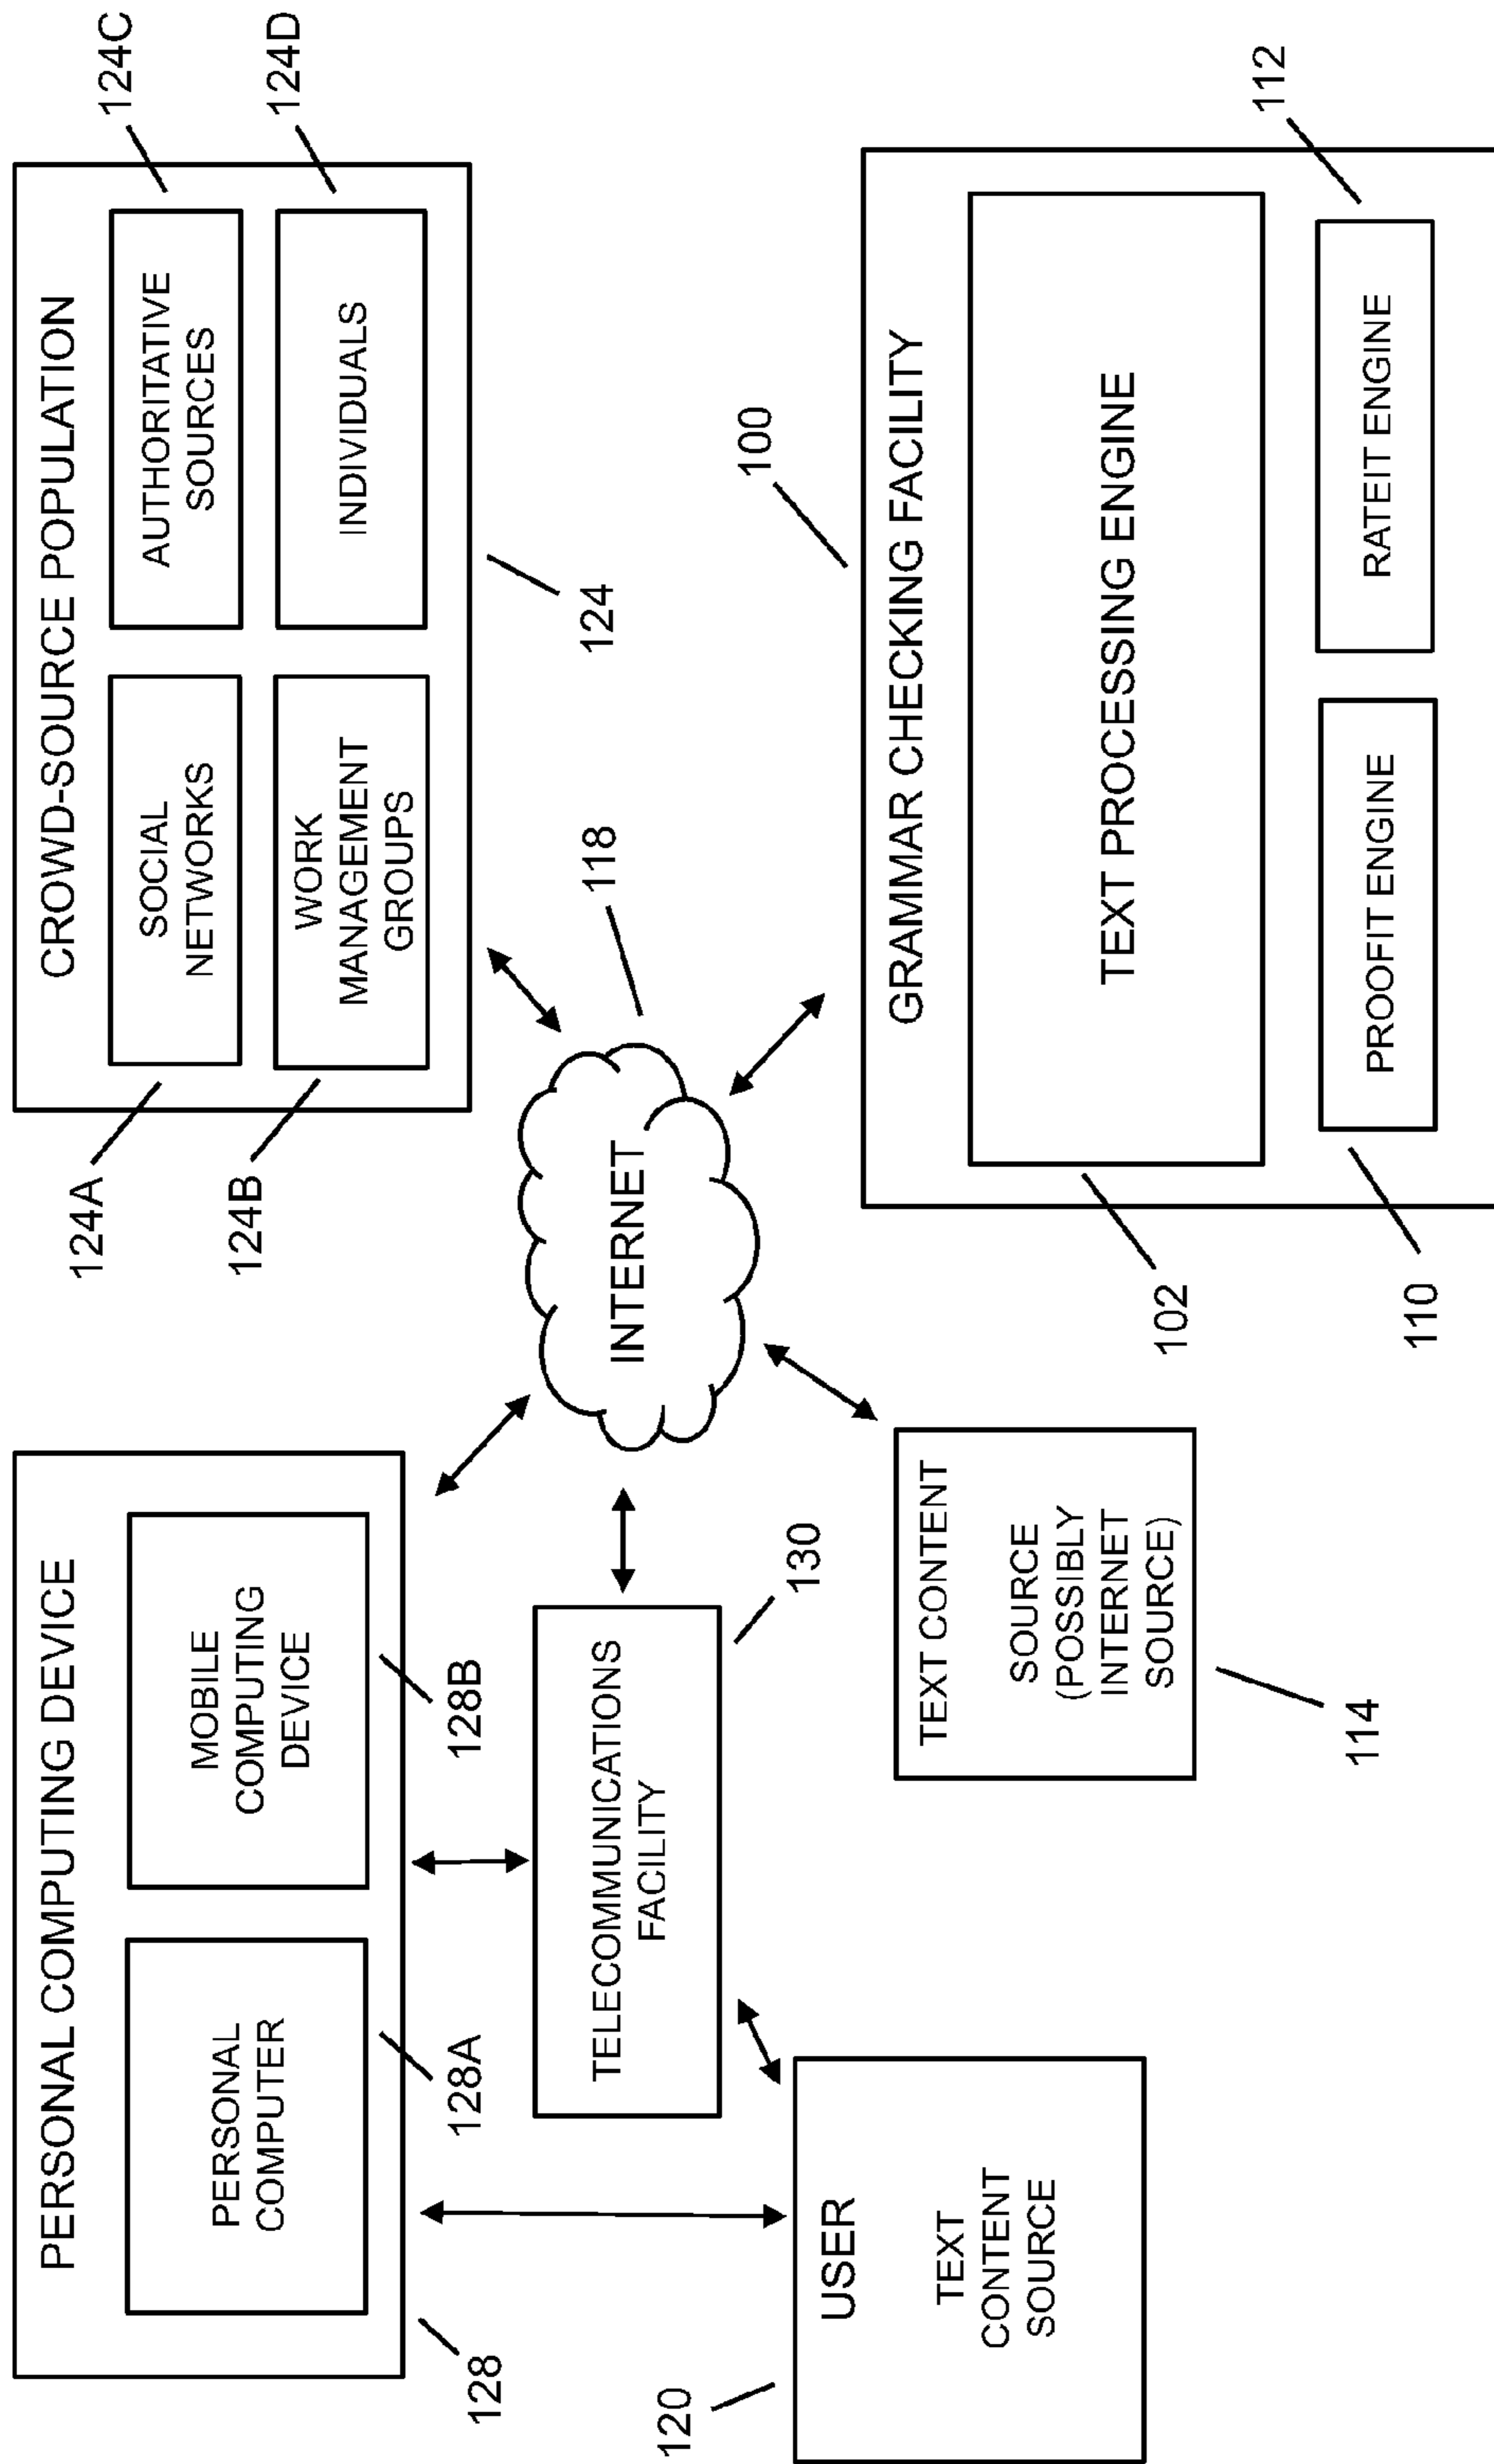 PERSONAL COMPUTING DEVICE
PERSONAL
COMPUTER
MOBILE
COMPUTING
DEVICE
128
128A
128B
CROWD-SOURCE POPULATION
SOCIAL
NETWORKS
AUTHORITATIVE
SOURCES
WORK
MANAGEMENT
GROUPS
INDIVIDUALS
124A
124B
124C
124D
124
TELECOMMUNICATIONS
FACILITY
130
INTERNET
118
USER
TEXT
CONTENT
SOURCE
120
TEXT CONTENT
SOURCE
(POSSIBLY
INTERNET
SOURCE)
114
GRAMMAR CHECKING FACILITY
100
TEXT PROCESSING ENGINE
102
PROOFIT ENGINE
110
RATEIT ENGINE
112